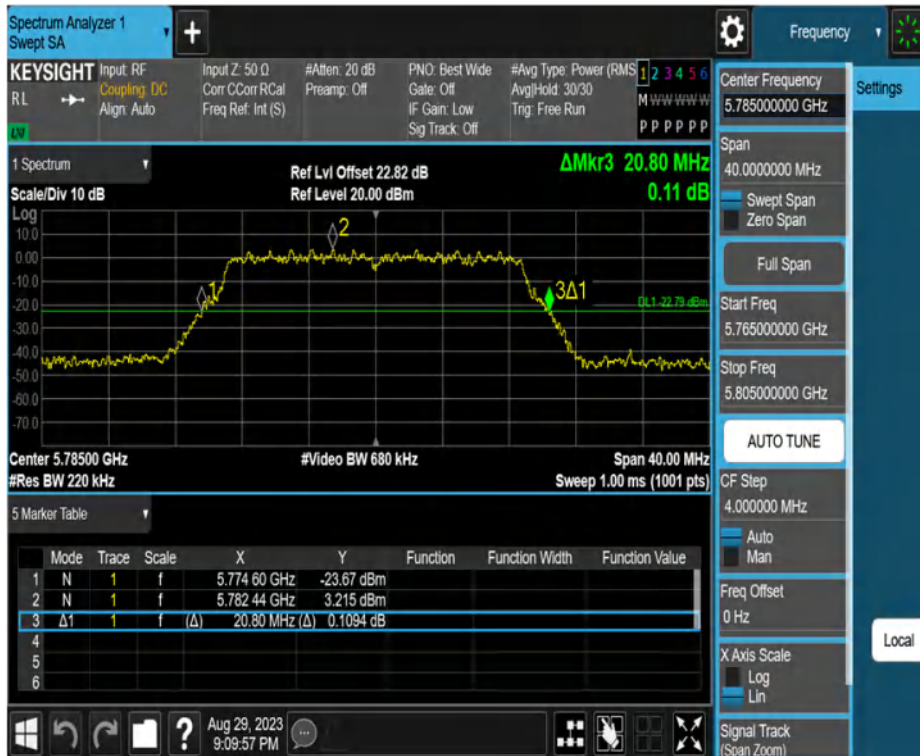 Spectrum Analyzer 1
Swept SA
+
Frequency
KEYSIGHT
RL
Input: RF
Coupling: DC
Align: Auto
Input Z: 50 Ω
Corr CCorr RCal
Freq Ref: Int (S)
#Atten: 20 dB
Preamp: Off
PNO: Best Wide
Gate: Off
IF Gain: Low
Sig Track: Off
#Avg Type: Power (RMS
Avg|Hold: 30/30
Trig: Free Run
1 2 3 4 5 6
M W W W W W
P P P P P P
1 Spectrum
Scale/Div 10 dB
Ref Lvl Offset 22.82 dB
Ref Level 20.00 dBm
ΔMkr3 20.80 MHz
0.11 dB
Log
10.0
0.00
-10.0
-20.0
-30.0
-40.0
-50.0
-60.0
-70.0
1
2
3Δ1
DL1 -22.79 dBm
Center 5.78500 GHz
#Video BW 680 kHz
Span 40.00 MHz
#Res BW 220 kHz
Sweep 1.00 ms (1001 pts)
5 Marker Table
Mode Trace Scale X Y Function Function Width Function Value
1 N 1 f 5.774 60 GHz -23.67 dBm
2 N 1 f 5.782 44 GHz 3.215 dBm
3 Δ1 1 f (Δ) 20.80 MHz (Δ) 0.1094 dB
4
5
6
?
Aug 29, 2023
9:09:57 PM
Center Frequency
5.785000000 GHz
Span
40.0000000 MHz
Swept Span
Zero Span
Full Span
Start Freq
5.765000000 GHz
Stop Freq
5.805000000 GHz
AUTO TUNE
CF Step
4.000000 MHz
Auto
Man
Freq Offset
0 Hz
X Axis Scale
Log
Lin
Signal Track
(Span Zoom)
Settings
Local